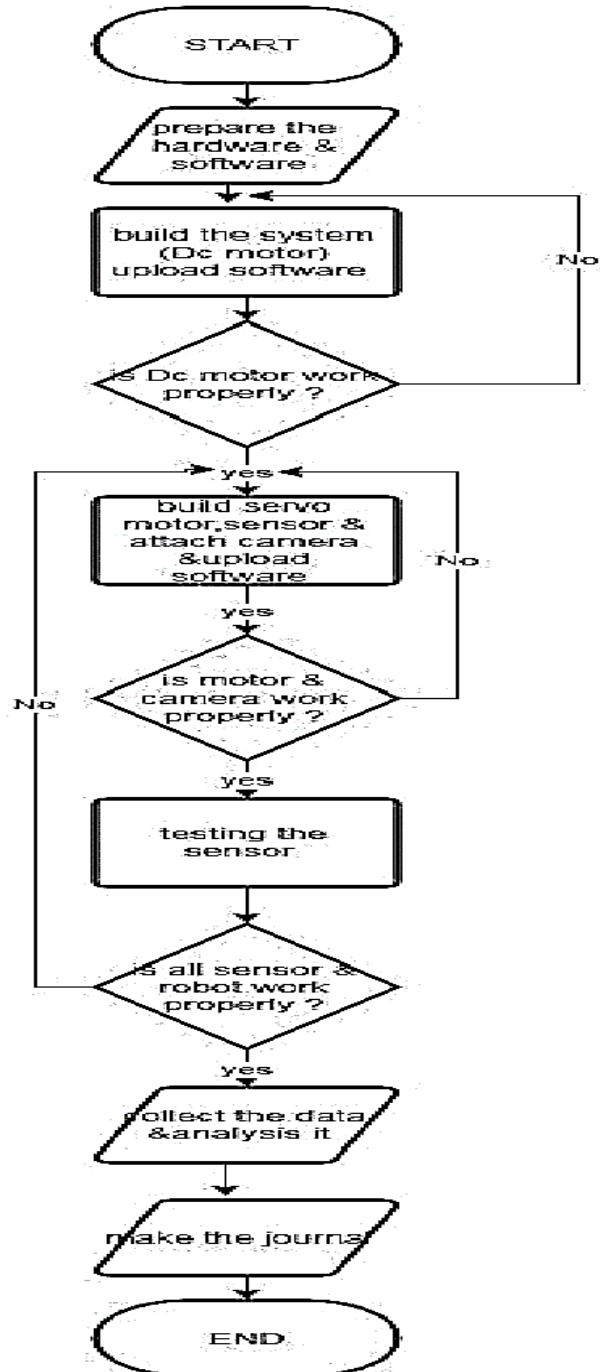 START
prepare the
hardware &
software
build the system
(Dc motor)
upload software
No
is Dc motor work
properly ?
yes
build servo
motor,sensor &
attach camera
&upload
software
No
yes
is motor &
camera work
properly ?
No
yes
testing the
sensor
is all sensor &
robot work
properly ?
yes
collect the data
&analysis it
make the journal
END